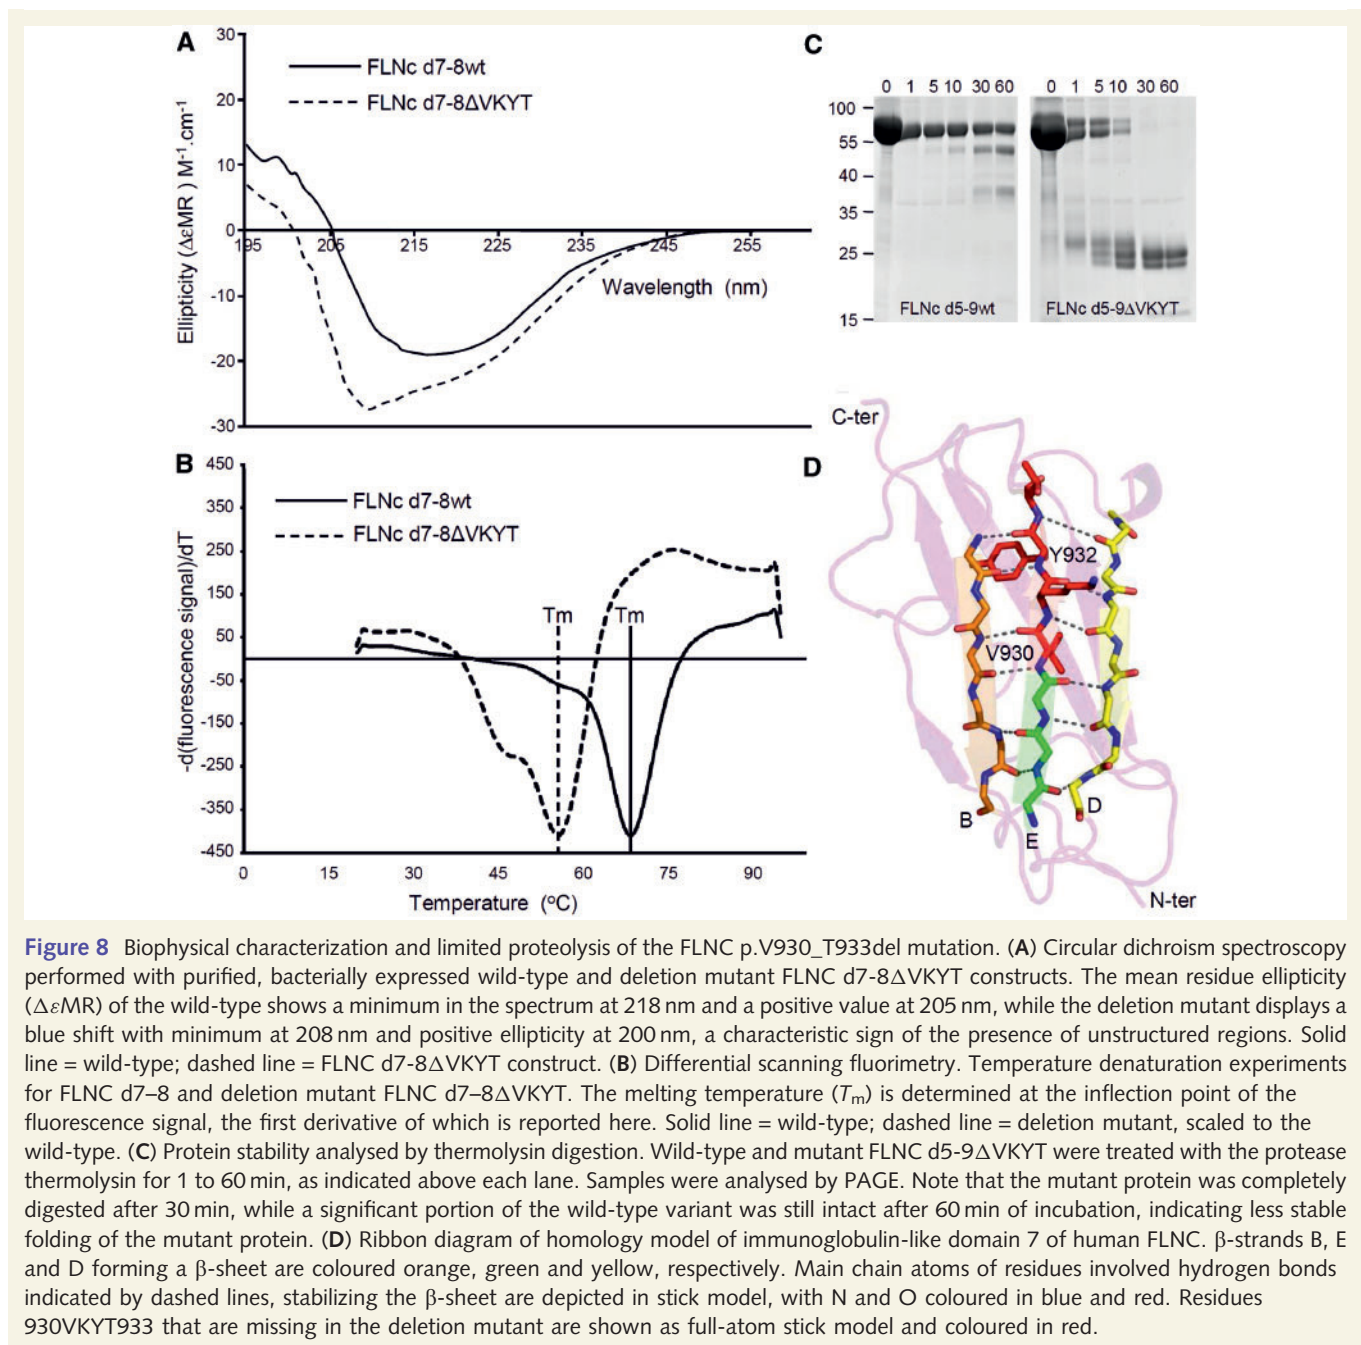 A
30
20
10
0
-10
-20
-30
Ellipticity (ΔεMR ) M⁻¹.cm⁻¹
FLNc d7-8wt
FLNc d7-8ΔVKYT
195 205 215 225 235 245 255
Wavelength (nm)
B
450
350
250
150
50
-50
-150
-250
-350
-450
-d(fluorescence signal)/dT
FLNc d7-8wt
FLNc d7-8ΔVKYT
Tm Tm
0 15 30 45 60 75 90
Temperature (°C)
C
0 1 5 10 30 60 0 1 5 10 30 60
100
55
40
35
25
15
FLNc d5-9wt FLNc d5-9ΔVKYT
D
C-ter
Y932
V930
B
E
D
N-ter
Figure 8 Biophysical characterization and limited proteolysis of the FLNC p.V930_T933del mutation. (A) Circular dichroism spectroscopy
performed with purified, bacterially expressed wild-type and deletion mutant FLNC d7-8ΔVKYT constructs. The mean residue ellipticity
(ΔεMR) of the wild-type shows a minimum in the spectrum at 218 nm and a positive value at 205 nm, while the deletion mutant displays a
blue shift with minimum at 208 nm and positive ellipticity at 200 nm, a characteristic sign of the presence of unstructured regions. Solid
line = wild-type; dashed line = FLNC d7-8ΔVKYT construct. (B) Differential scanning fluorimetry. Temperature denaturation experiments
for FLNC d7–8 and deletion mutant FLNC d7–8ΔVKYT. The melting temperature (Tm) is determined at the inflection point of the
fluorescence signal, the first derivative of which is reported here. Solid line = wild-type; dashed line = deletion mutant, scaled to the
wild-type. (C) Protein stability analysed by thermolysin digestion. Wild-type and mutant FLNC d5-9ΔVKYT were treated with the protease
thermolysin for 1 to 60 min, as indicated above each lane. Samples were analysed by PAGE. Note that the mutant protein was completely
digested after 30 min, while a significant portion of the wild-type variant was still intact after 60 min of incubation, indicating less stable
folding of the mutant protein. (D) Ribbon diagram of homology model of immunoglobulin-like domain 7 of human FLNC. β-strands B, E
and D forming a β-sheet are coloured orange, green and yellow, respectively. Main chain atoms of residues involved hydrogen bonds
indicated by dashed lines, stabilizing the β-sheet are depicted in stick model, with N and O coloured in blue and red. Residues
930VKYT933 that are missing in the deletion mutant are shown as full-atom stick model and coloured in red.